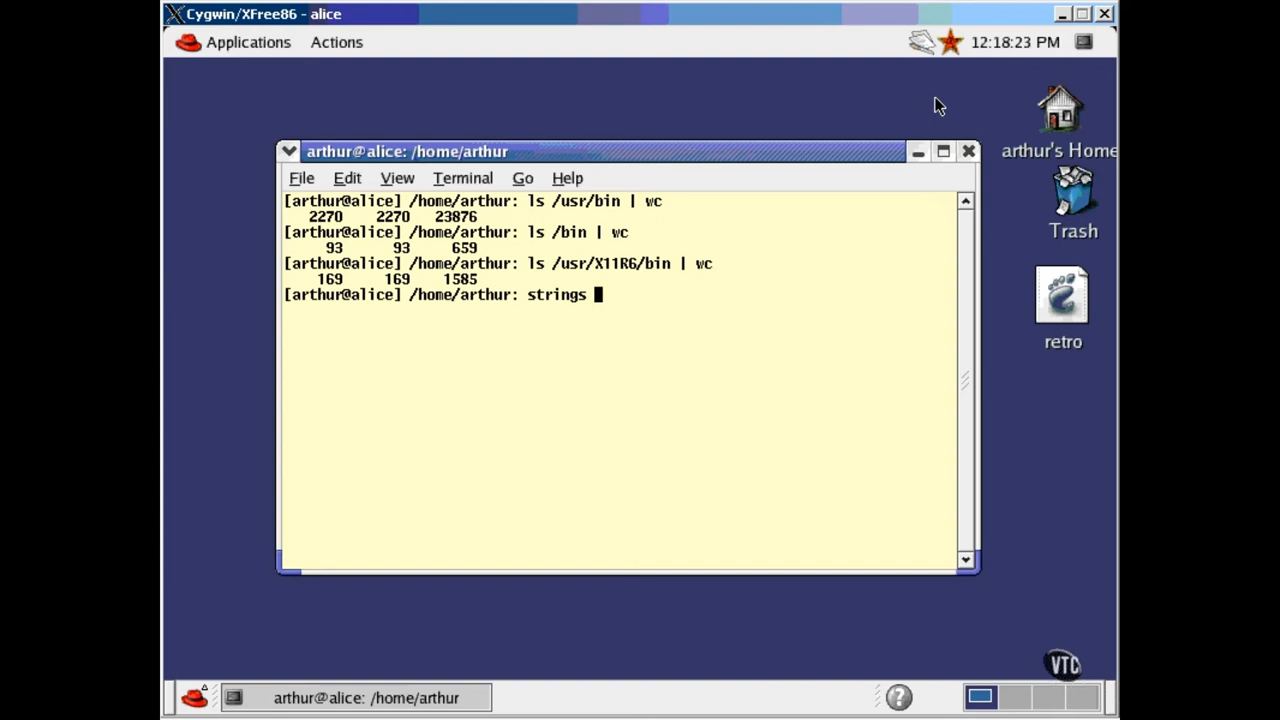 Cygwin/XFree86 - alice
Applications Actions 12:18:23 PM
arthur's Home
Trash
retro
arthur@alice: /home/arthur
File Edit View Terminal Go Help
[arthur@alice] /home/arthur: ls /usr/bin | wc
2270 2270 23876
[arthur@alice] /home/arthur: ls /bin | wc
93 93 659
[arthur@alice] /home/arthur: ls /usr/X11R6/bin | wc
169 169 1585
[arthur@alice] /home/arthur: strings
VTC
arthur@alice: /home/arthur
?